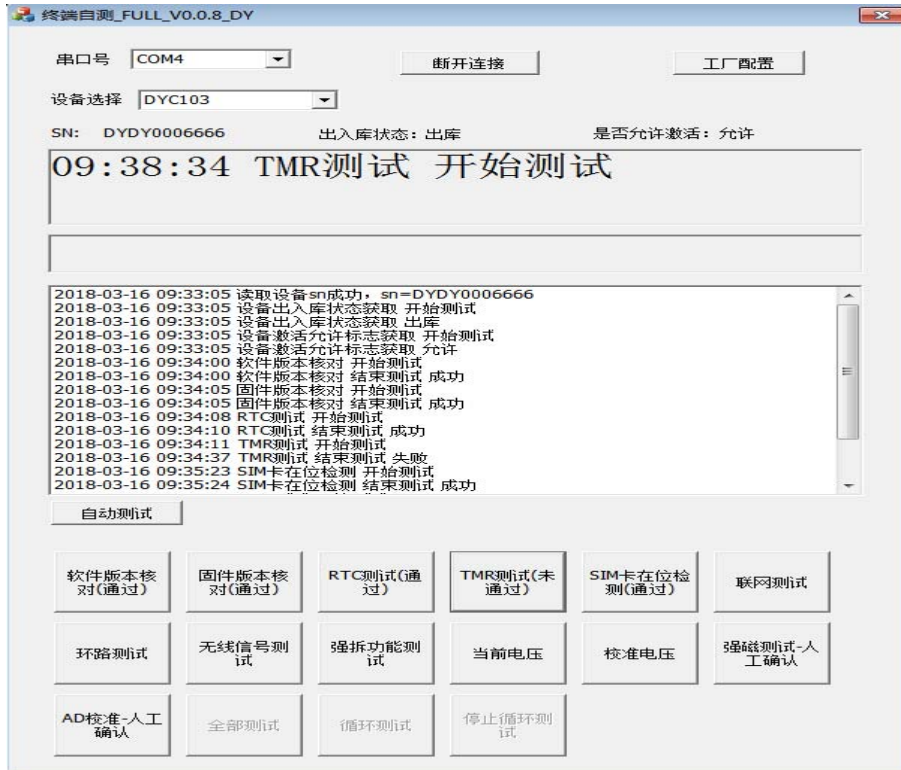 终端自测_FULL_V0.0.8_DY
串口号 COM4 断开连接 工厂配置
设备选择 DYC103
SN: DYDY0006666 出入库状态：出库 是否允许激活：允许
09:38:34 TMR测试 开始测试
2018-03-16 09:33:05 读取设备sn成功，sn=DYDY0006666
2018-03-16 09:33:05 设备出入库状态获取 开始测试
2018-03-16 09:33:05 设备出入库状态获取 出库
2018-03-16 09:33:05 设备激活允许标志获取 开始测试
2018-03-16 09:33:05 设备激活允许标志获取 允许
2018-03-16 09:34:00 软件版本核对 开始测试
2018-03-16 09:34:00 软件版本核对 结束测试 成功
2018-03-16 09:34:05 固件版本核对 开始测试
2018-03-16 09:34:05 固件版本核对 结束测试 成功
2018-03-16 09:34:08 RTC测试 开始测试
2018-03-16 09:34:10 RTC测试 结束测试 成功
2018-03-16 09:34:11 TMR测试 开始测试
2018-03-16 09:34:37 TMR测试 结束测试 失败
2018-03-16 09:35:23 SIM卡在位检测 开始测试
2018-03-16 09:35:24 SIM卡在位检测 结束测试 成功
自动测试
软件版本核
对(通过)
固件版本核
对(通过)
RTC测试(通
过)
TMR测试(未
通过)
SIM卡在位检
测(通过)
联网测试
环路测试
无线信号测
试
强拆功能测
试
当前电压
校准电压
强磁测试-人
工确认
AD校准-人工
确认
全部测试
循环测试
停止循环测
试